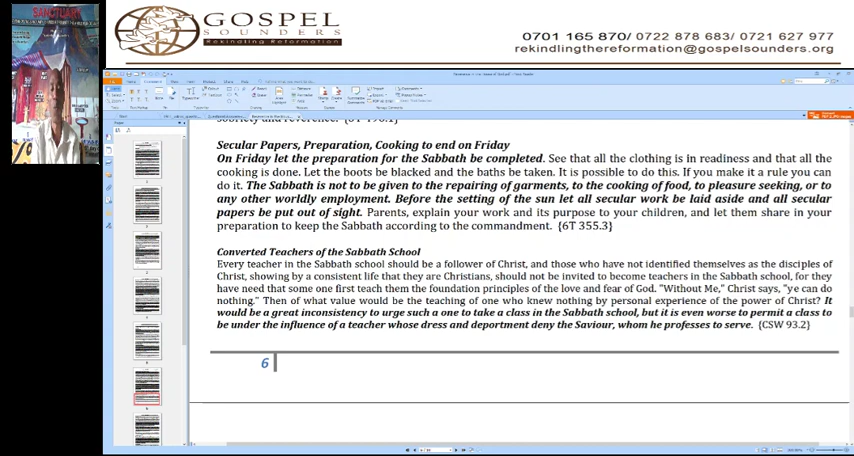 SANCTUARY
GOSPEL
SOUNDERS
Rekindling Reformation
0701 165 870/ 0722 878 683/ 0721 627 977
rekindlingthereformation@gospelsounders.org
sobriety and reverence.
Secular Papers, Preparation, Cooking to end on Friday
On Friday let the preparation for the Sabbath be completed. See that all the clothing is in readiness and that all the
cooking is done. Let the boots be blacked and the baths be taken. It is possible to do this. If you make it a rule you can
do it. The Sabbath is not to be given to the repairing of garments, to the cooking of food, to pleasure seeking, or to
any other worldly employment. Before the setting of the sun let all secular work be laid aside and all secular
papers be put out of sight. Parents, explain your work and its purpose to your children, and let them share in your
preparation to keep the Sabbath according to the commandment. {6T 355.3}
Converted Teachers of the Sabbath School
Every teacher in the Sabbath school should be a follower of Christ, and those who have not identified themselves as the disciples of
Christ, showing by a consistent life that they are Christians, should not be invited to become teachers in the Sabbath school, for they
have need that some one first teach them the foundation principles of the love and fear of God. "Without Me," Christ says, "ye can do
nothing." Then of what value would be the teaching of one who knew nothing by personal experience of the power of Christ? It
would be a great inconsistency to urge such a one to take a class in the Sabbath school, but it is even worse to permit a class to
be under the influence of a teacher whose dress and deportment deny the Saviour, whom he professes to serve. {CSW 93.2}
6